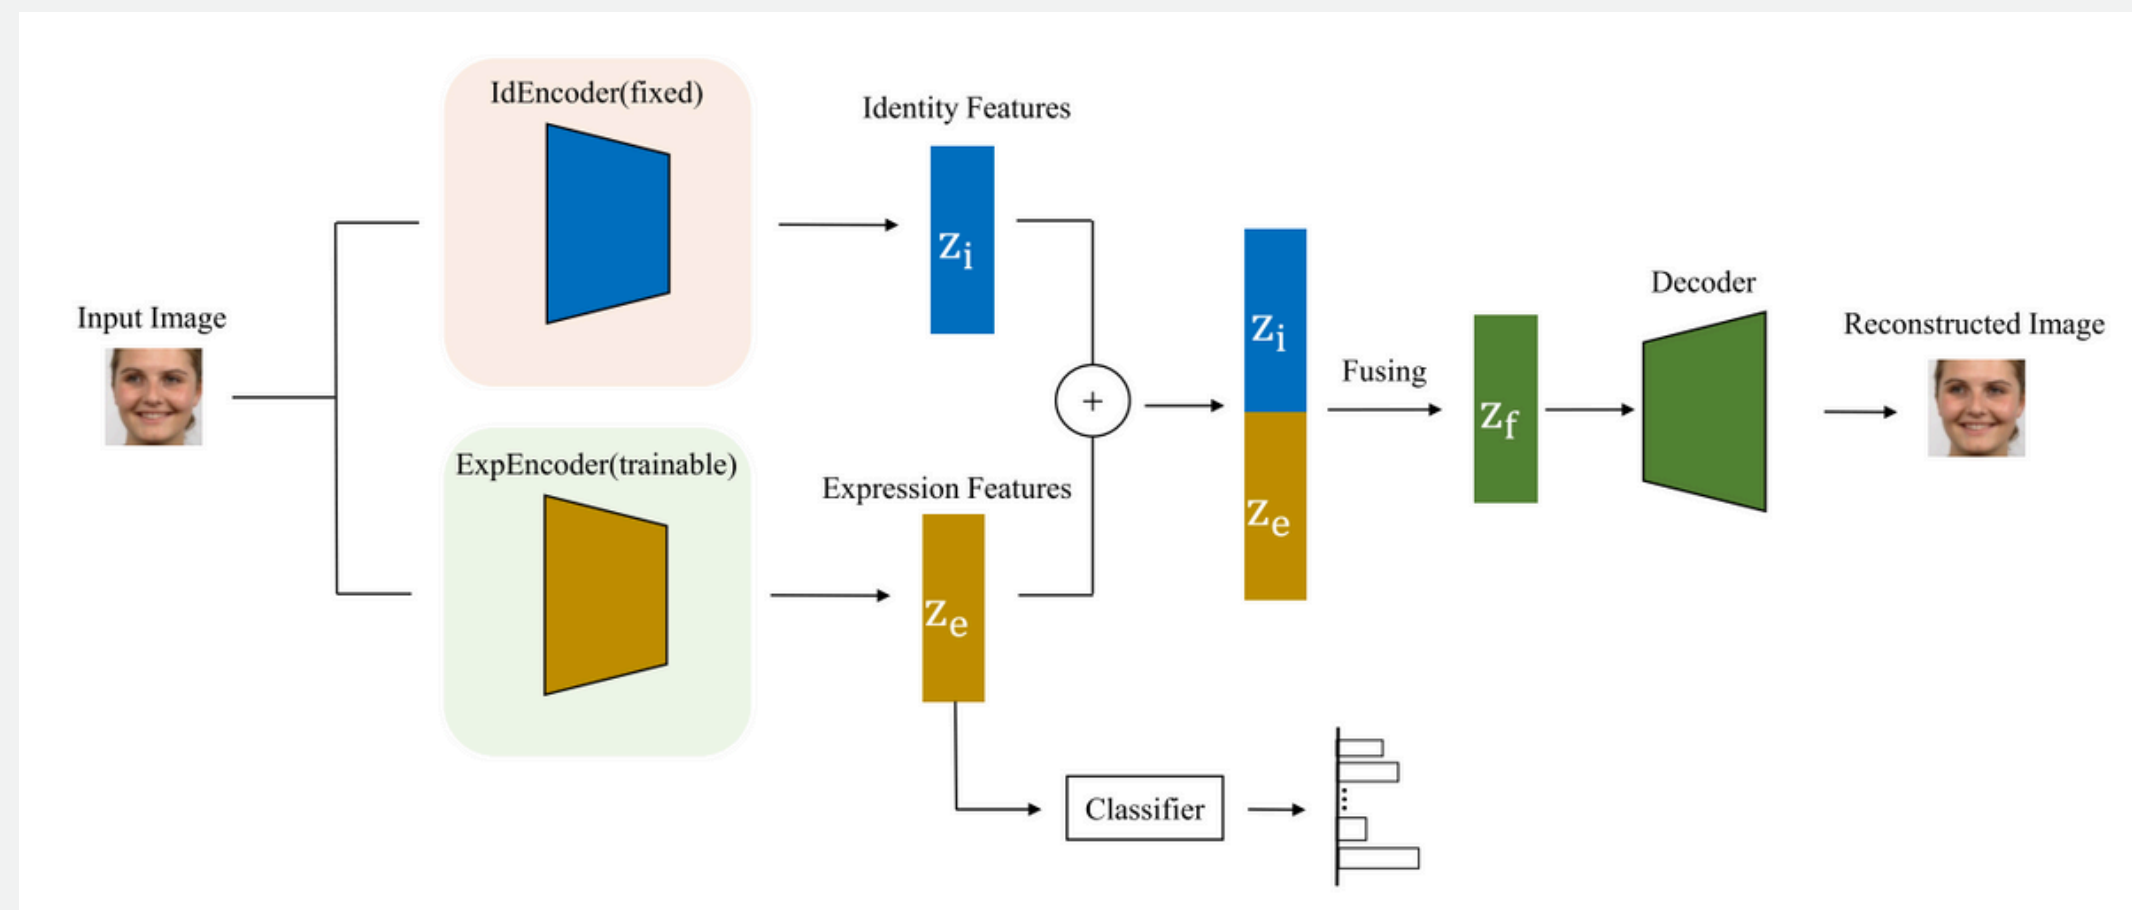 IdEncoder(fixed)
Identity Features
zi
Input Image
ExpEncoder(trainable)
Expression Features
ze
+
zi
ze
Fusing
zf
Decoder
Reconstructed Image
Classifier